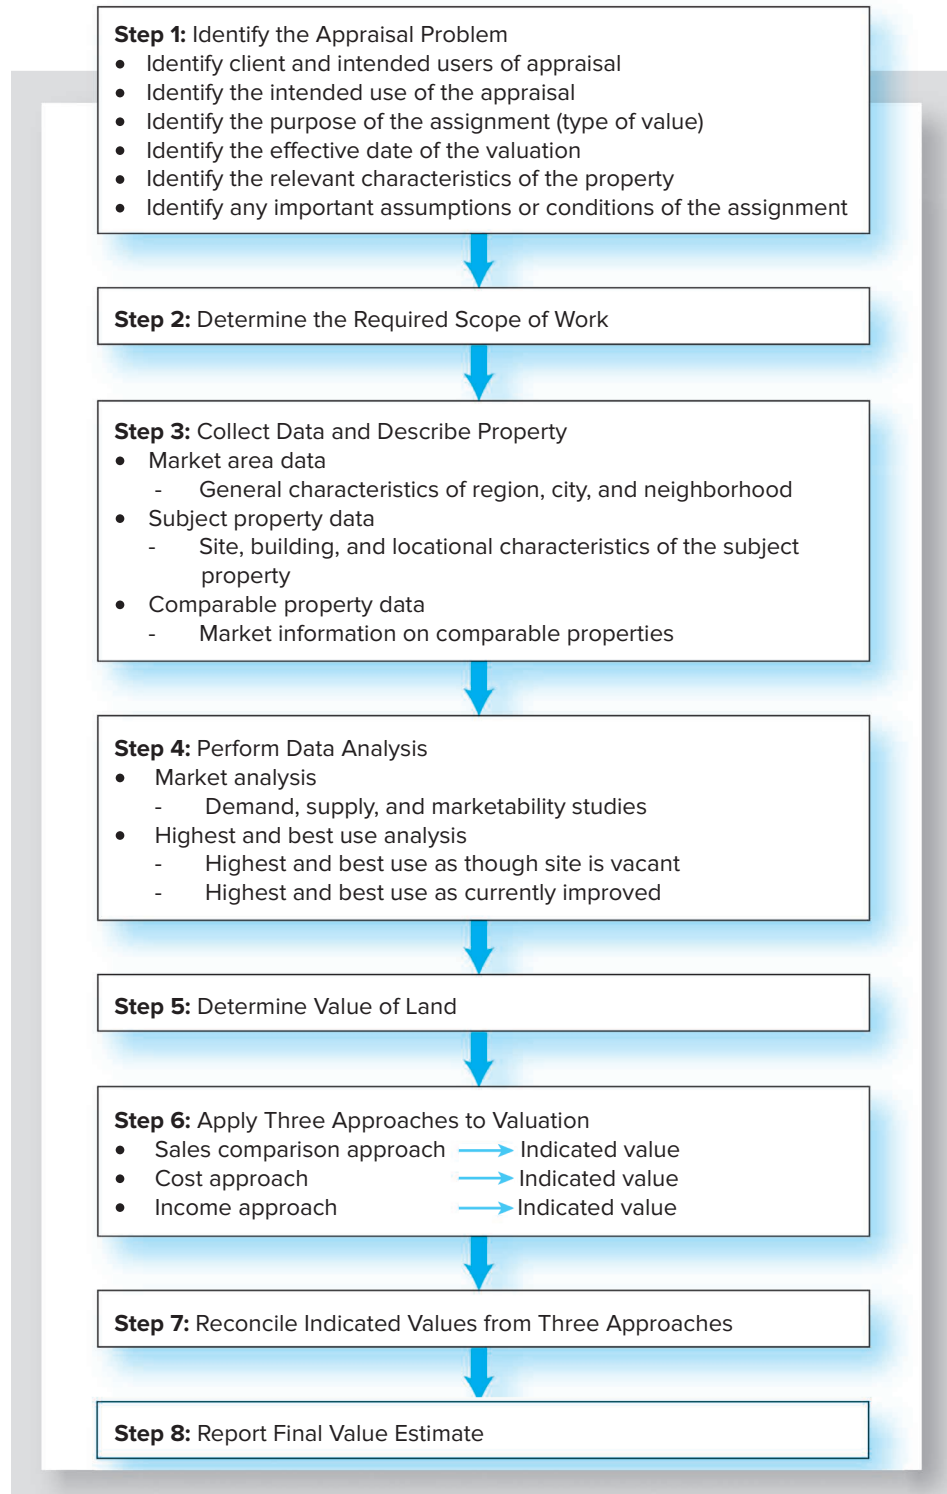 Step 1: Identify the Appraisal Problem
• Identify client and intended users of appraisal
• Identify the intended use of the appraisal
• Identify the purpose of the assignment (type of value)
• Identify the effective date of the valuation
• Identify the relevant characteristics of the property
• Identify any important assumptions or conditions of the assignment
Step 2: Determine the Required Scope of Work
Step 3: Collect Data and Describe Property
• Market area data
- General characteristics of region, city, and neighborhood
• Subject property data
- Site, building, and locational characteristics of the subject
property
• Comparable property data
- Market information on comparable properties
Step 4: Perform Data Analysis
• Market analysis
- Demand, supply, and marketability studies
• Highest and best use analysis
- Highest and best use as though site is vacant
- Highest and best use as currently improved
Step 5: Determine Value of Land
Step 6: Apply Three Approaches to Valuation
• Sales comparison approach → Indicated value
• Cost approach → Indicated value
• Income approach → Indicated value
Step 7: Reconcile Indicated Values from Three Approaches
Step 8: Report Final Value Estimate